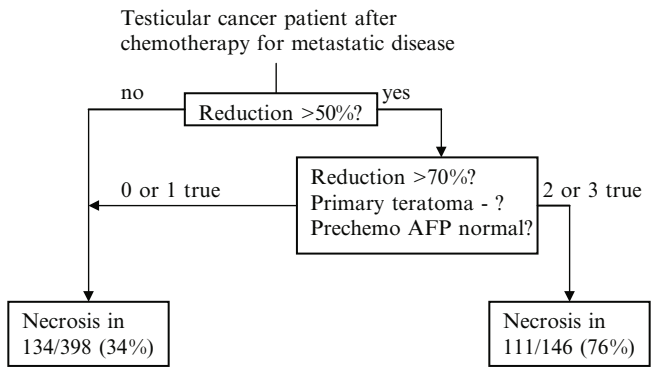 Testicular cancer patient after
chemotherapy for metastatic disease
no
yes
Reduction >50%?
Reduction >70%?
Primary teratoma - ?
Prechemo AFP normal?
0 or 1 true
2 or 3 true
Necrosis in
134/398 (34%)
Necrosis in
111/146 (76%)